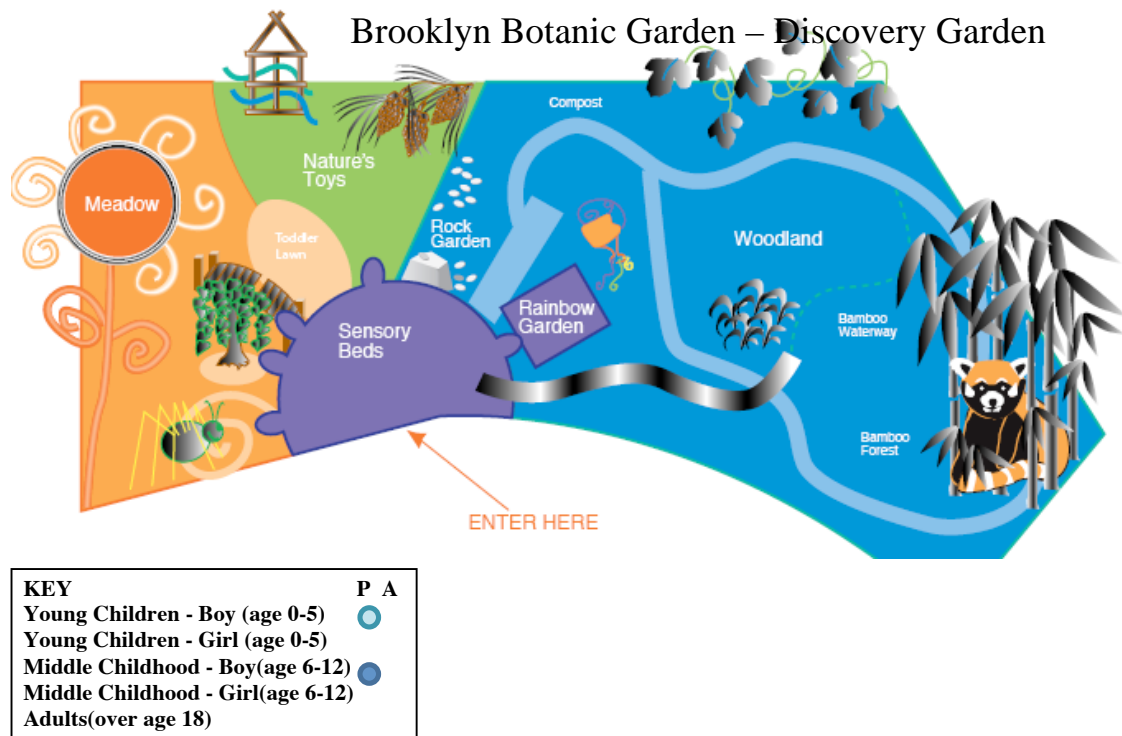 Brooklyn Botanic Garden – Discovery Garden
Compost
Nature's
Toys
Meadow
Rock
Garden
Toddler
Lawn
Woodland
Sensory
Beds
Rainbow
Garden
Bamboo
Waterway
Bamboo
Forest
ENTER HERE
KEY P A
Young Children - Boy (age 0-5)
Young Children - Girl (age 0-5)
Middle Childhood - Boy(age 6-12)
Middle Childhood - Girl(age 6-12)
Adults(over age 18)